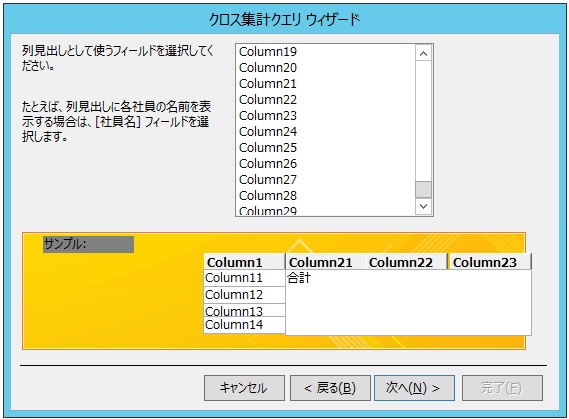 クロス集計クエリ ウィザード
列見出しとして使うフィールドを選択してく
ださい。
たとえば、列見出しに各社員の名前を表
示する場合は、[社員名] フィールドを選
択します。
Column19
Column20
Column21
Column22
Column23
Column24
Column25
Column26
Column27
Column28
Column29
サンプル:
Column1 Column21 Column22 Column23
Column11 合計
Column12
Column13
Column14
キャンセル
< 戻る(B)
次へ(N) >
完了(F)